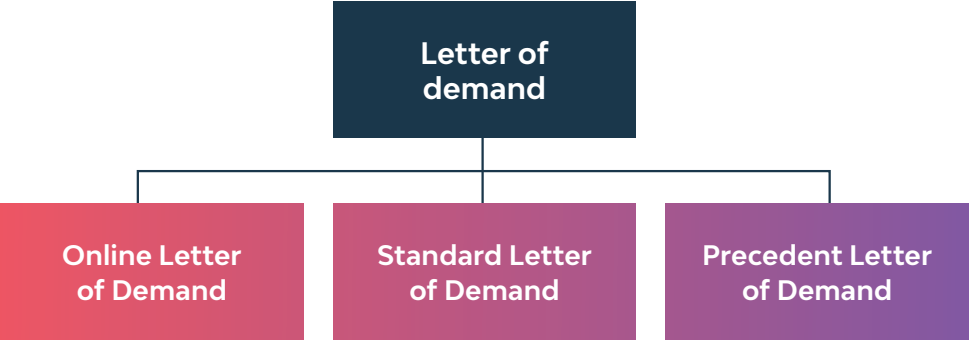 Letter of
demand
Online Letter
of Demand
Standard Letter
of Demand
Precedent Letter
of Demand